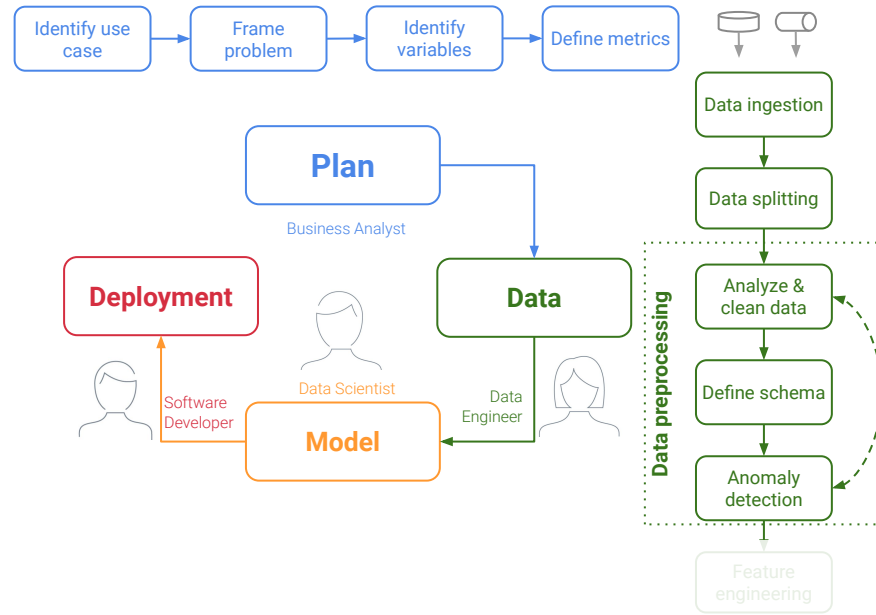 Identify use
case
Frame
problem
Identify
variables
Define metrics
Data ingestion
Data splitting
Plan
Business Analyst
Deployment
Data
Data preprocessing
Analyze &
clean data
Define schema
Anomaly
detection
Data Scientist
Software
Developer
Data
Engineer
Model
Feature
engineering